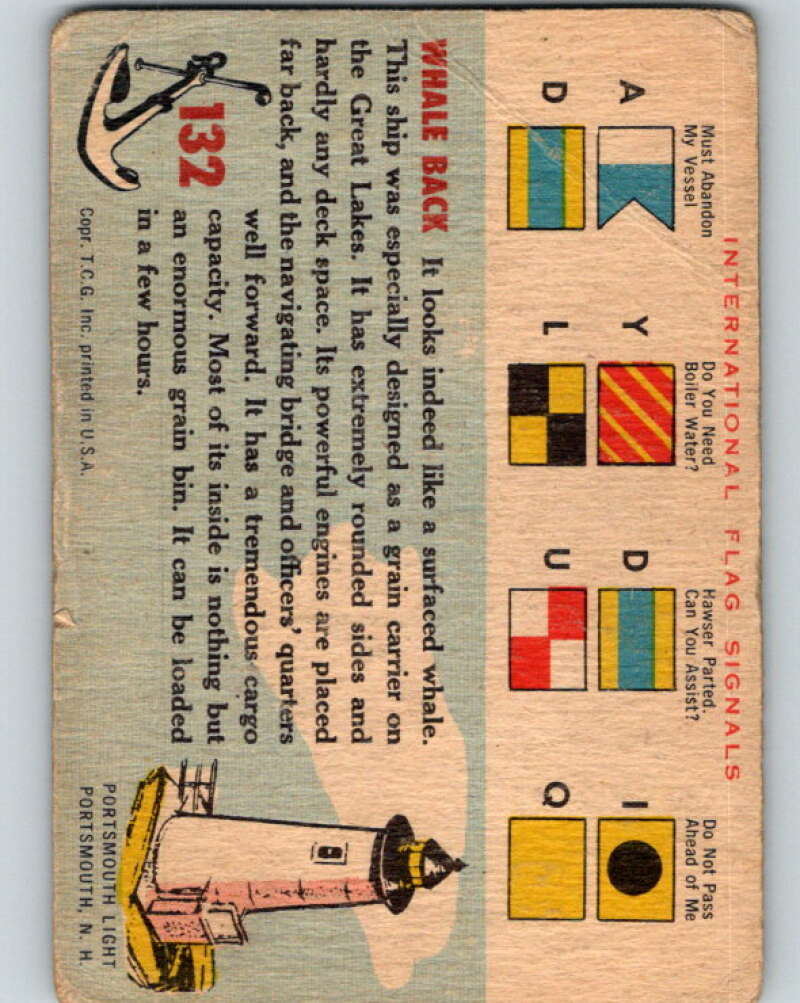 INTERNATIONAL FLAG SIGNALS
Must Abandon
My Vessel
A
D
Do You Need
Boiler Water?
Y
L
Hawser Parted.
Can You Assist?
D
U
Do Not Pass
Ahead of Me
I
Q
WHALE BACK It looks indeed like a surfaced whale.
This ship was especially designed as a grain carrier on
the Great Lakes. It has extremely rounded sides and
hardly any deck space. Its powerful engines are placed
far back, and the navigating bridge and officers' quarters
well forward. It has a tremendous cargo
capacity. Most of its inside is nothing but
an enormous grain bin. It can be loaded
in a few hours.
132
Copr. T.C.G. Inc. printed in U.S.A.
PORTSMOUTH LIGHT
PORTSMOUTH, N. H.